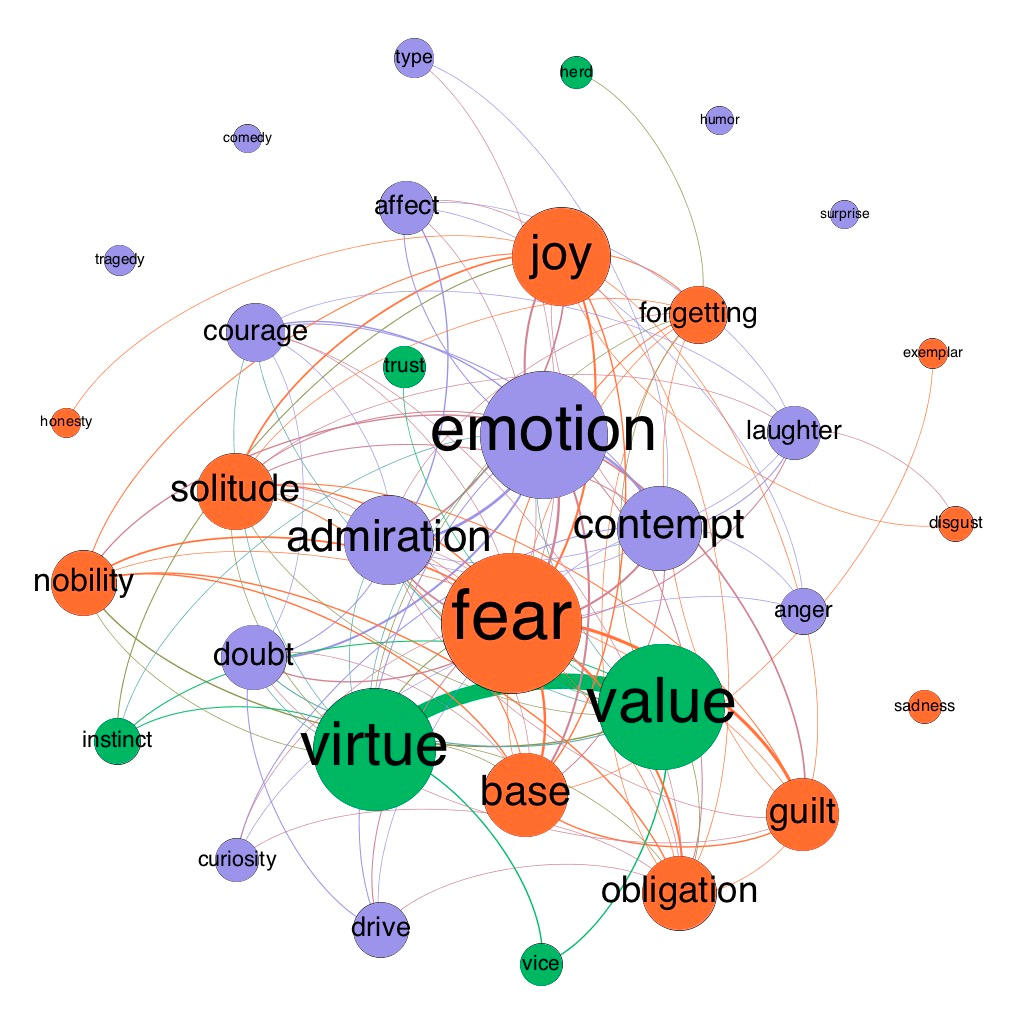 type
herd
humor
comedy
affect
surprise
joy
tragedy
forgetting
courage
exemplar
trust
honesty
emotion
laughter
solitude
contempt
disgust
admiration
nobility
fear
anger
doubt
value
sadness
instinct
virtue
base
guilt
curiosity
obligation
drive
vice